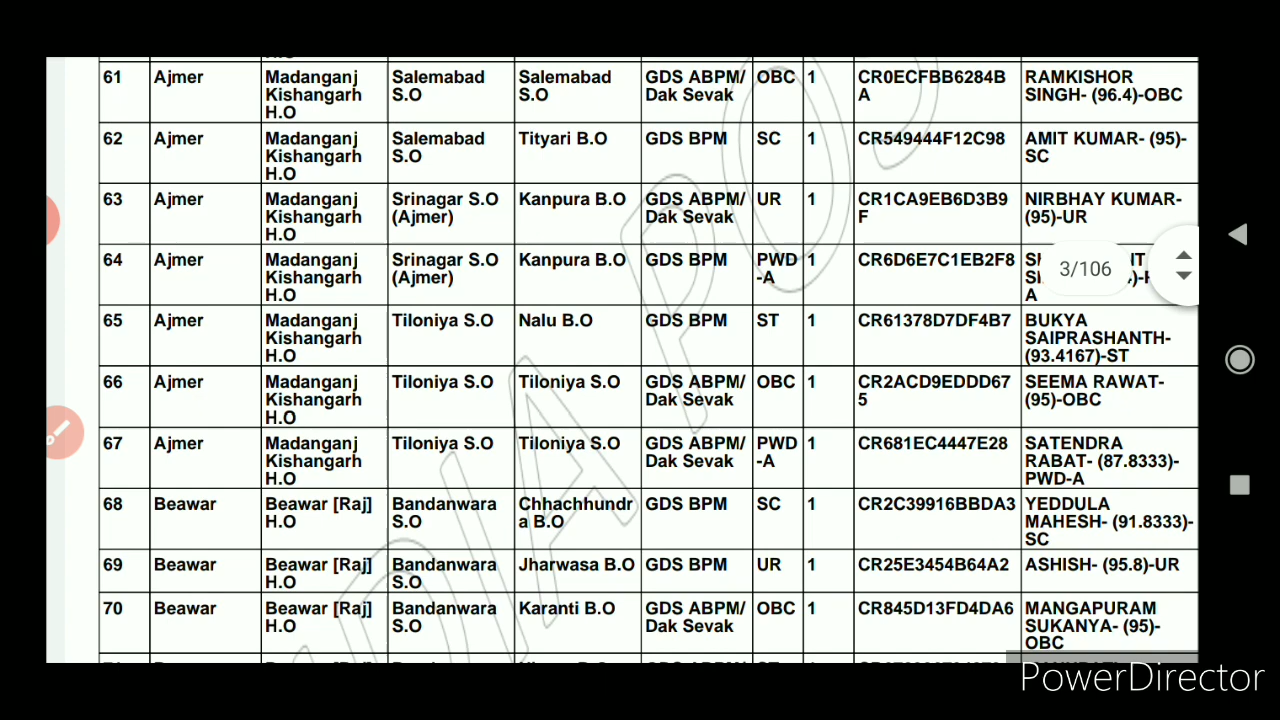 61 Ajmer Madanganj Salemabad Salemabad GDS ABPM/ OBC 1 CR0ECFBB6284B RAMKISHOR
Kishangarh S.O S.O Dak Sevak A SINGH- (96.4)-OBC
H.O
62 Ajmer Madanganj Salemabad Tityari B.O GDS BPM SC 1 CR549444F12C98 AMIT KUMAR- (95)-
Kishangarh S.O SC
H.O
63 Ajmer Madanganj Srinagar S.O Kanpura B.O GDS ABPM/ UR 1 CR1CA9EB6D3B9 NIRBHAY KUMAR-
Kishangarh (Ajmer) Dak Sevak F (95)-UR
H.O
64 Ajmer Madanganj Srinagar S.O Kanpura B.O GDS BPM PWD 1 CR6D6E7C1EB2F8
Kishangarh (Ajmer) -A 3/106
H.O A
65 Ajmer Madanganj Tiloniya S.O Nalu B.O GDS BPM ST 1 CR61378D7DF4B7 BUKYA
Kishangarh SAIPRASHANTH-
H.O (93.4167)-ST
66 Ajmer Madanganj Tiloniya S.O Tiloniya S.O GDS ABPM/ OBC 1 CR2ACD9EDDD67 SEEMA RAWAT-
Kishangarh Dak Sevak 5 (95)-OBC
H.O
67 Ajmer Madanganj Tiloniya S.O Tiloniya S.O GDS ABPM/ PWD 1 CR681EC4447E28 SATENDRA
Kishangarh Dak Sevak -A RABAT- (87.8333)-
H.O PWD-A
68 Beawar Beawar [Raj] Bandanwara Chhachhundr GDS BPM SC 1 CR2C39916BBDA3 YEDDULA
H.O S.O a B.O MAHESH- (91.8333)-
SC
69 Beawar Beawar [Raj] Bandanwara Jharwasa B.O GDS BPM UR 1 CR25E3454B64A2 ASHISH- (95.8)-UR
H.O S.O
70 Beawar Beawar [Raj] Bandanwara Karanti B.O GDS ABPM/ OBC 1 CR845D13FD4DA6 MANGAPURAM
H.O S.O Dak Sevak SUKANYA- (95)-
OBC
PowerDirector